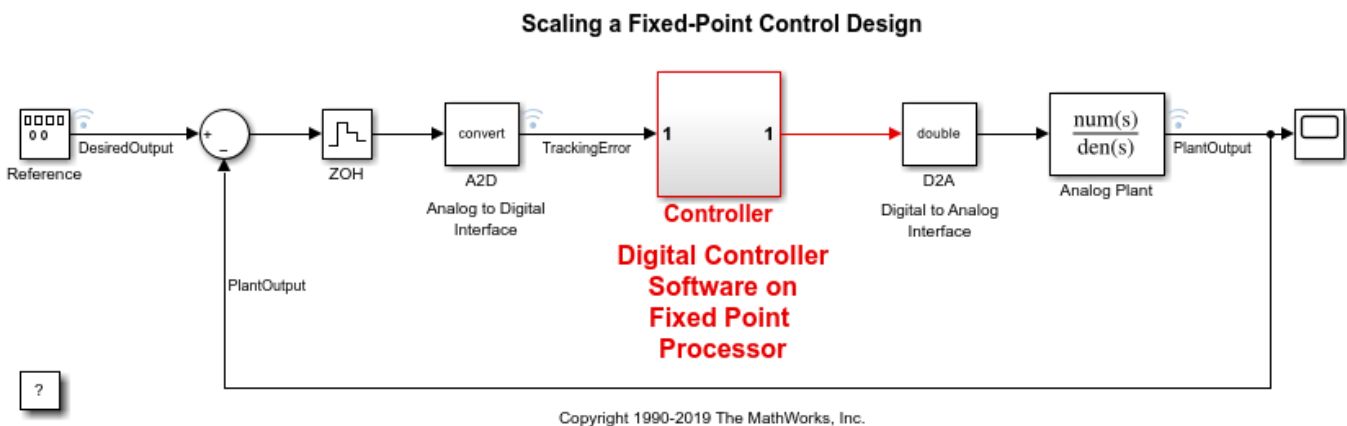 Scaling a Fixed-Point Control Design
Reference
DesiredOutput
+
−
ZOH
convert
A2D
Analog to Digital
Interface
TrackingError
1
1
Controller
Digital Controller
Software on
Fixed Point
Processor
double
D2A
Digital to Analog
Interface
num(s)
den(s)
Analog Plant
PlantOutput
PlantOutput
?
Copyright 1990-2019 The MathWorks, Inc.